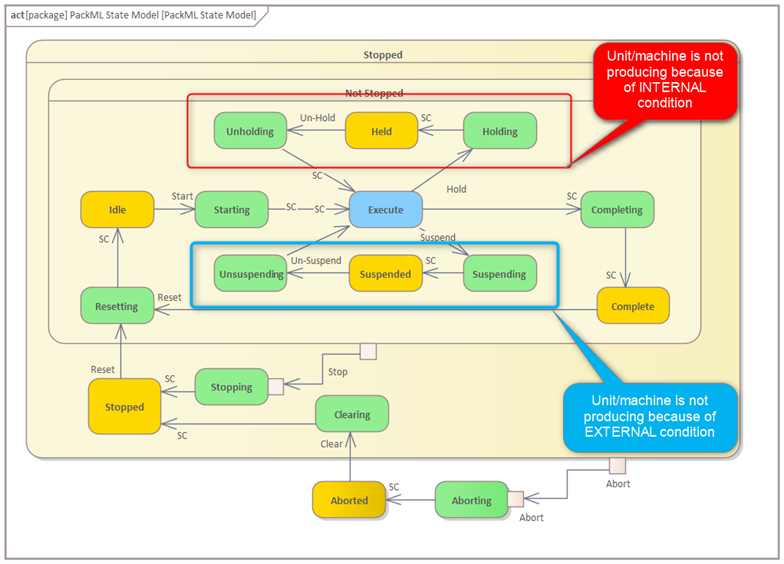 act [package] PackML State Model [PackML State Model]
Stopped
Unit/machine is not
producing because
of INTERNAL
condition
Not Stopped
Unholding
Un-Hold
Held
SC
Holding
SC
Hold
Idle
Start
Starting
SC
SC
Execute
SC
Completing
SC
Suspend
Unsuspending
Un-Suspend
Suspended
SC
Suspending
SC
Resetting
Reset
Complete
Reset
Stop
Stopped
SC
Stopping
SC
Clearing
Clear
Unit/machine is not
producing because of
EXTERNAL condition
Aborted
SC
Aborting
Abort
Abort